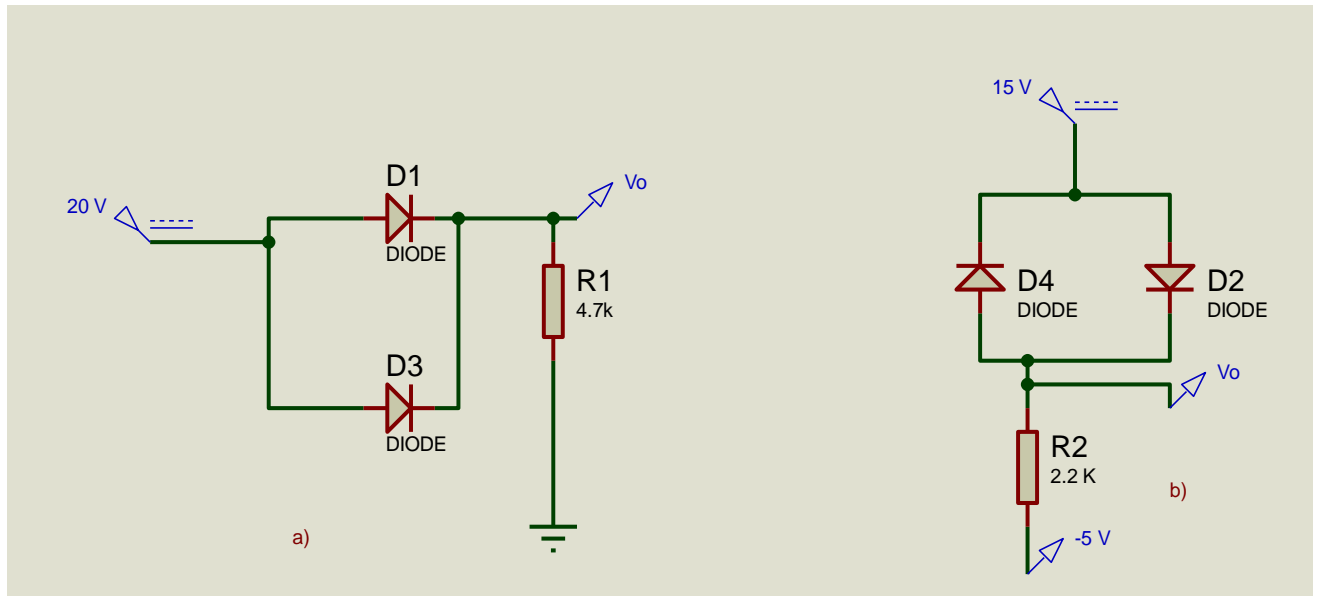 20 V
D1
DIODE
Vo
R1
4.7k
D3
DIODE
a)
15 V
D4
DIODE
D2
DIODE
Vo
R2
2.2 K
b)
-5 V